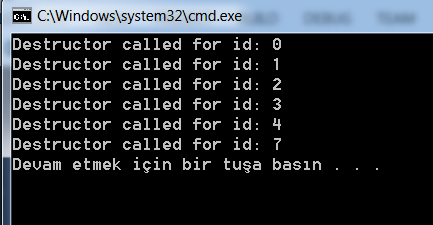 C:\Windows\system32\cmd.exe
Destructor called for id: 0
Destructor called for id: 1
Destructor called for id: 2
Destructor called for id: 3
Destructor called for id: 4
Destructor called for id: 7
Devam etmek için bir tuşa basın . . .